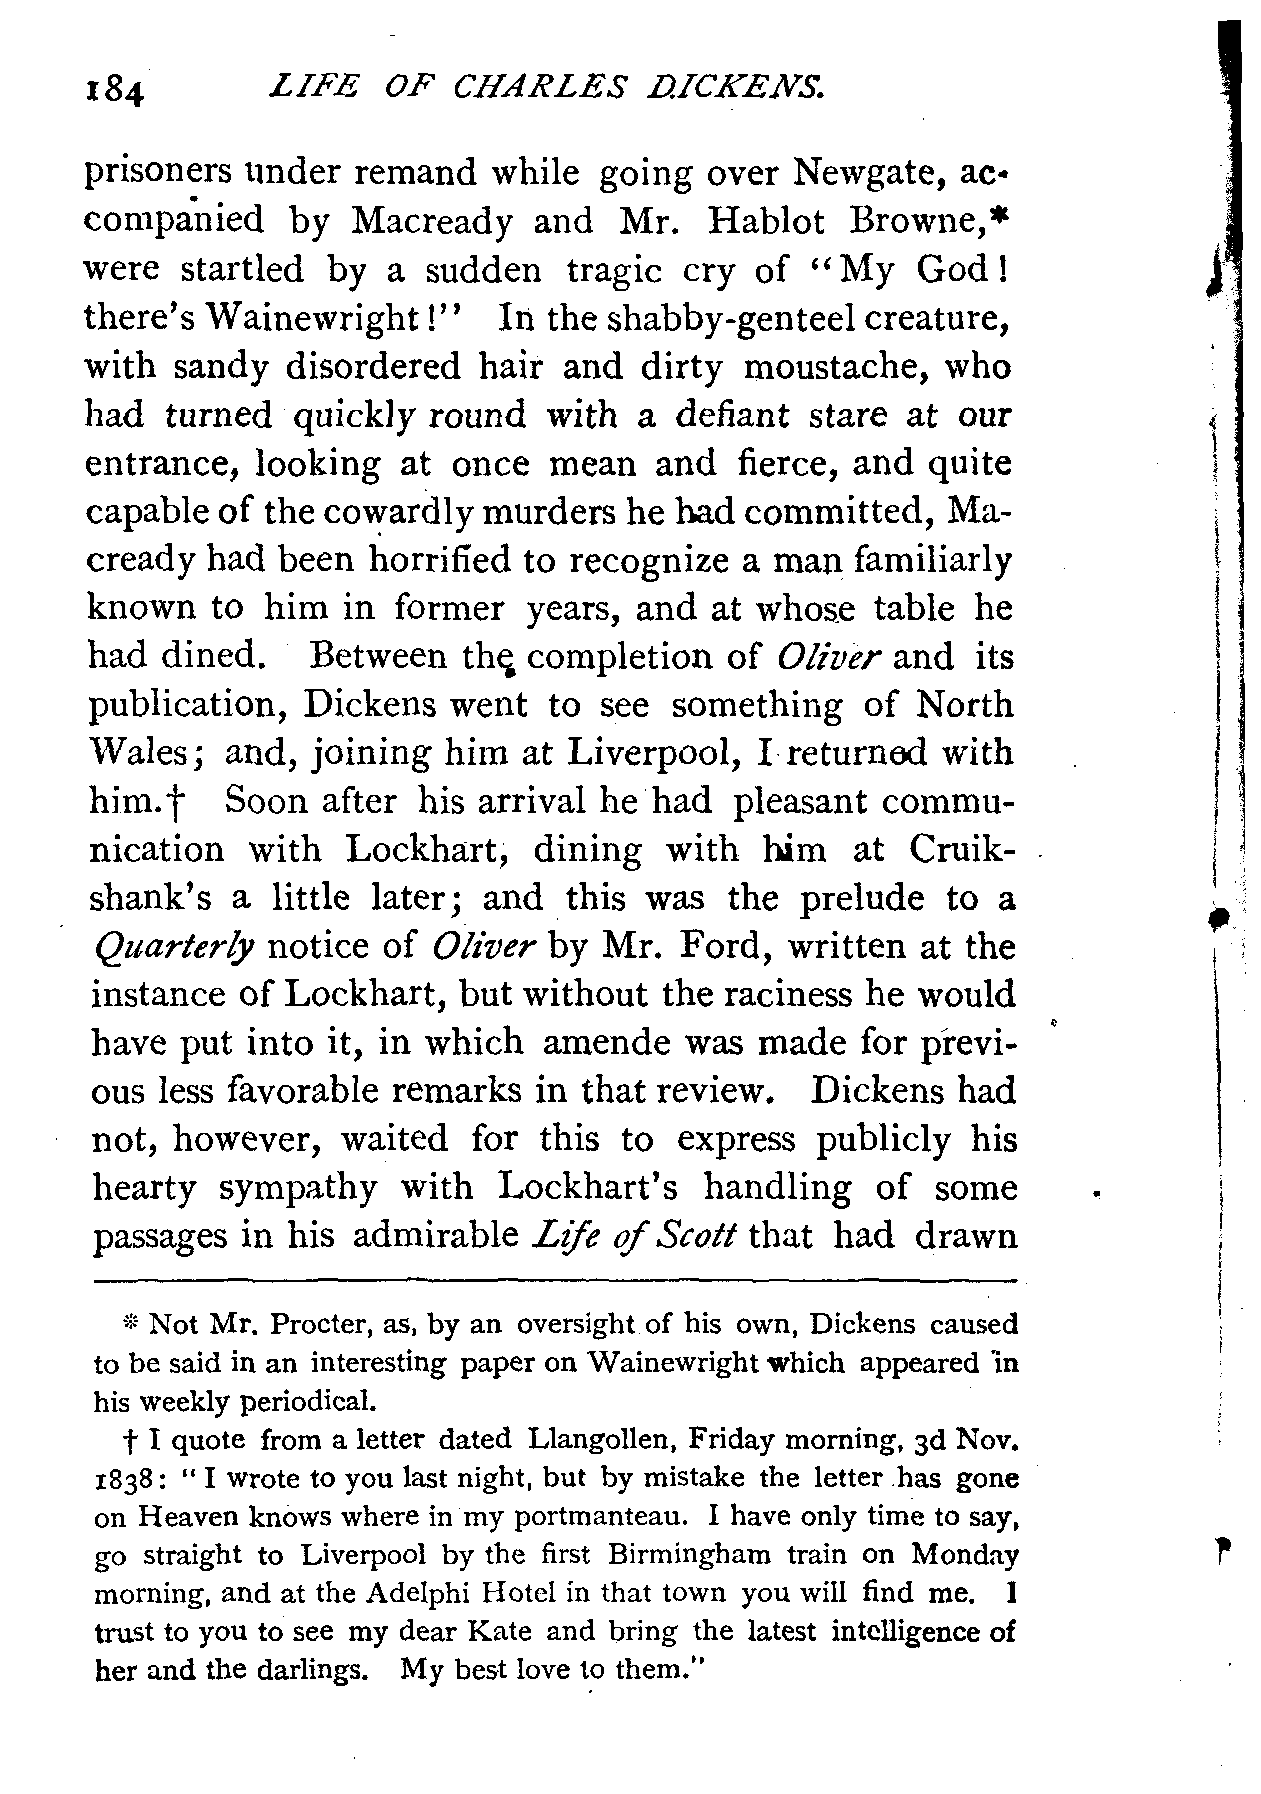 184 LIFE OF CHARLES DICKENS.
prisoners under remand while going over Newgate, ac-
companied by Macready and Mr. Hablot Browne,*
were startled by a sudden tragic cry of “My God!
there's Wainewright!” In the shabby-genteel creature,
with sandy disordered hair and dirty moustache, who
had turned quickly round with a defiant stare at our
entrance, looking at once mean and fierce, and quite
capable of the cowardly murders he had committed, Ma-
cready had been horrified to recognize a man familiarly
known to him in former years, and at whose table he
had dined. Between the completion of Oliver and its
publication, Dickens went to see something of North
Wales; and, joining him at Liverpool, I returned with
him.† Soon after his arrival he had pleasant commu-
nication with Lockhart, dining with him at Cruik-
shank's a little later; and this was the prelude to a
Quarterly notice of Oliver by Mr. Ford, written at the
instance of Lockhart, but without the raciness he would
have put into it, in which amende was made for previ-
ous less favorable remarks in that review. Dickens had
not, however, waited for this to express publicly his
hearty sympathy with Lockhart's handling of some
passages in his admirable Life of Scott that had drawn
* Not Mr. Procter, as, by an oversight of his own, Dickens caused
to be said in an interesting paper on Wainewright which appeared in
his weekly periodical.
† I quote from a letter dated Llangollen, Friday morning, 3d Nov.
1838: “I wrote to you last night, but by mistake the letter has gone
on Heaven knows where in my portmanteau. I have only time to say,
go straight to Liverpool by the first Birmingham train on Monday
morning, and at the Adelphi Hotel in that town you will find me. I
trust to you to see my dear Kate and bring the latest intelligence of
her and the darlings. My best love to them.”